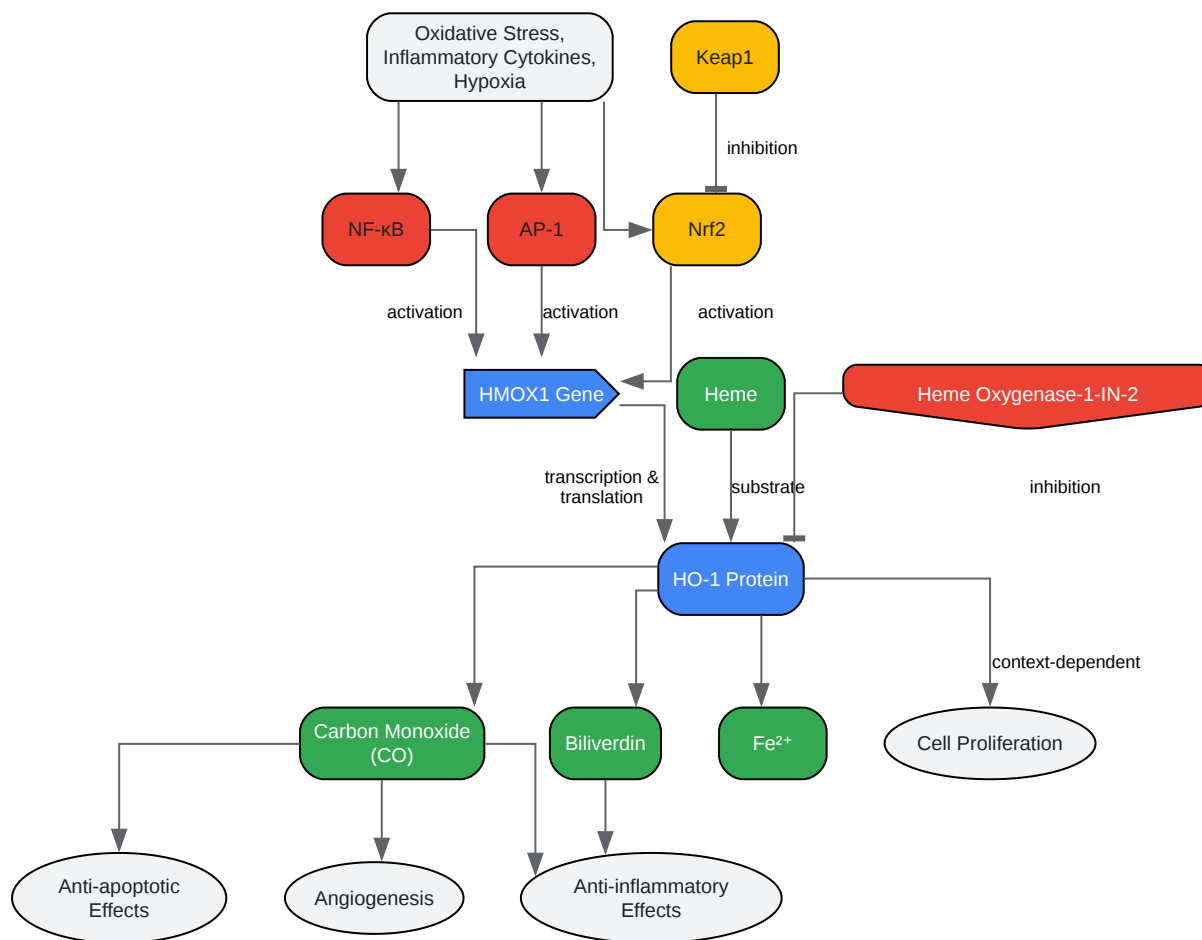 Oxidative Stress,
Inflammatory Cytokines,
Hypoxia
Keap1
inhibition
NF-κB
AP-1
Nrf2
activation
activation
activation
HMOX1 Gene
Heme
Heme Oxygenase-1-IN-2
transcription &
translation
substrate
inhibition
HO-1 Protein
context-dependent
Carbon Monoxide
(CO)
Biliverdin
Fe²⁺
Cell Proliferation
Anti-apoptotic
Effects
Angiogenesis
Anti-inflammatory
Effects